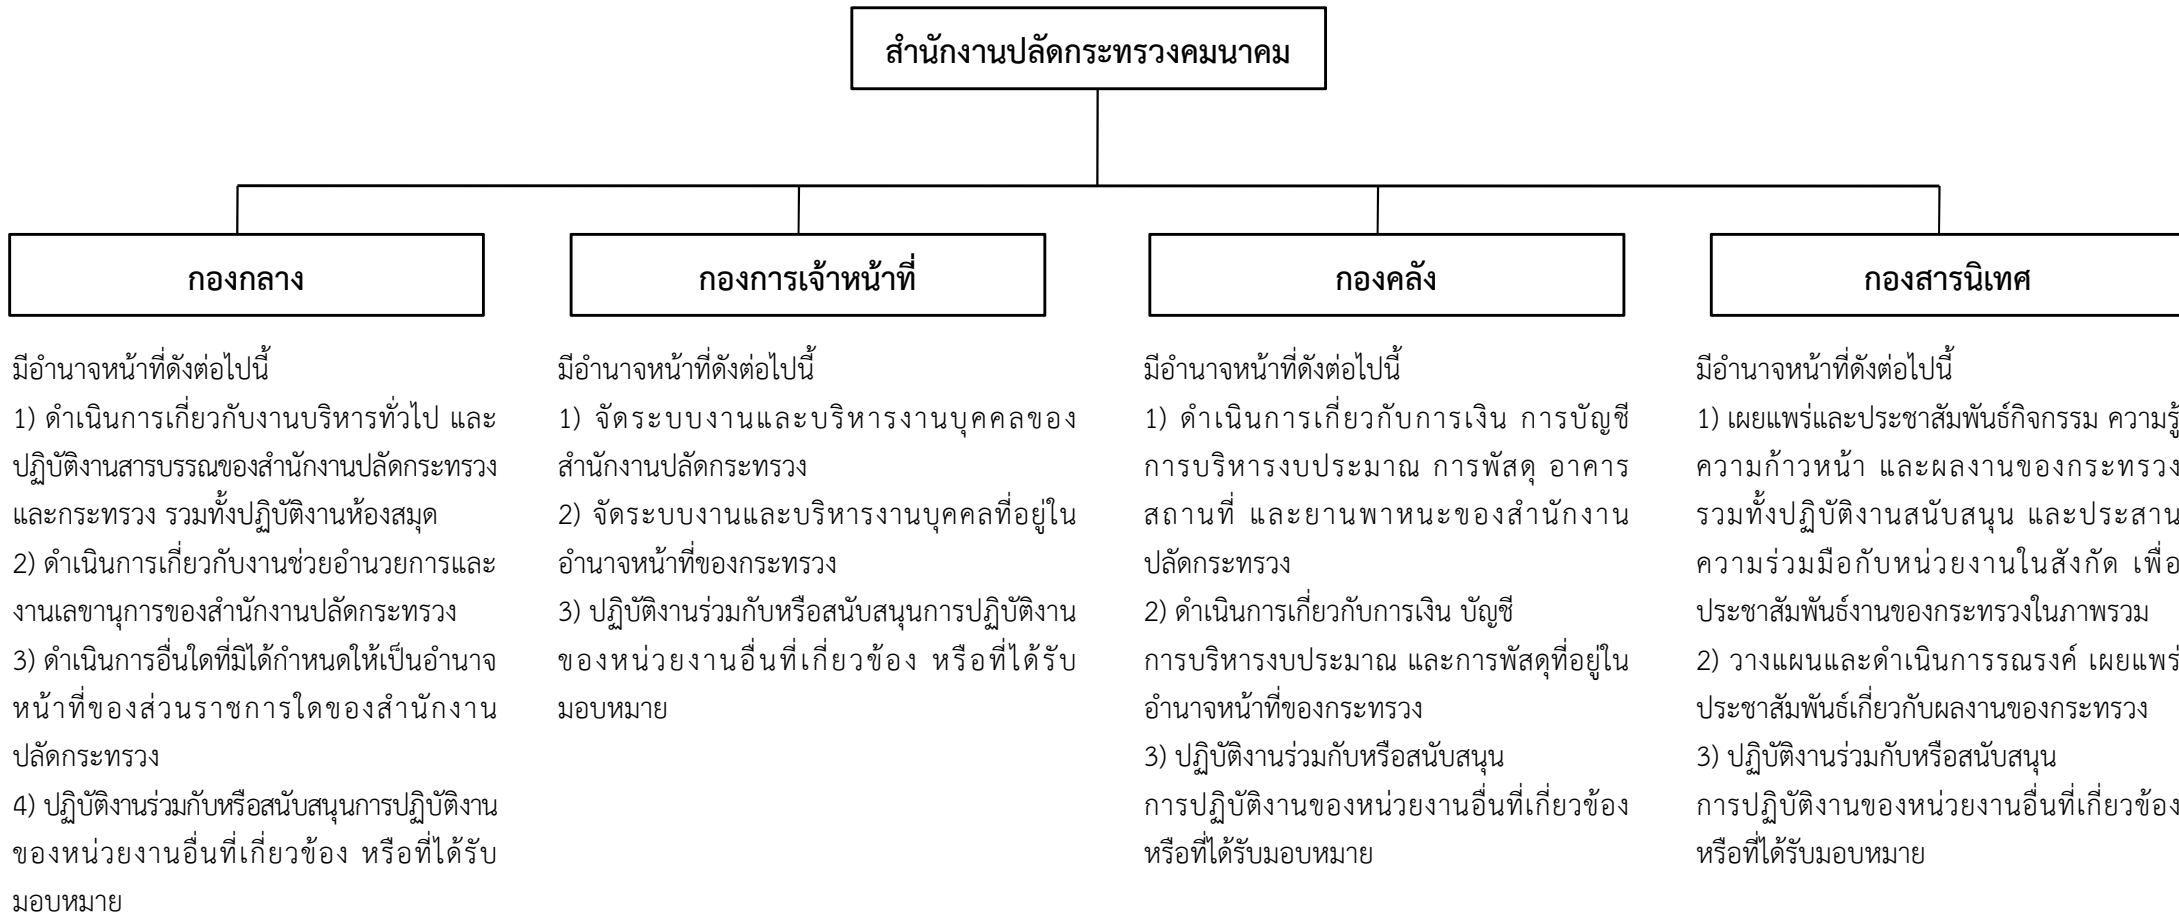 สำนักงานปลัดกระทรวงคมนาคม
กองกลาง
มีอำนาจหน้าที่ดังต่อไปนี้
1) ดำเนินการเกี่ยวกับงานบริหารทั่วไป และ
ปฏิบัติงานสารบรรณของสำนักงานปลัดกระทรวง
และกระทรวง รวมทั้งปฏิบัติงานห้องสมุด
2) ดำเนินการเกี่ยวกับงานช่วยอำนวยการและ
งานเลขานุการของสำนักงานปลัดกระทรวง
3) ดำเนินการอื่นใดที่มิได้กำหนดให้เป็นอำนาจ
หน้าที่ของส่วนราชการใดของสำนักงาน
ปลัดกระทรวง
4) ปฏิบัติงานร่วมกับหรือสนับสนุนการปฏิบัติงาน
ของหน่วยงานอื่นที่เกี่ยวข้อง หรือที่ได้รับ
มอบหมาย
กองการเจ้าหน้าที่
มีอำนาจหน้าที่ดังต่อไปนี้
1) จัดระบบงานและบริหารงานบุคคลของ
สำนักงานปลัดกระทรวง
2) จัดระบบงานและบริหารงานบุคคลที่อยู่ใน
อำนาจหน้าที่ของกระทรวง
3) ปฏิบัติงานร่วมกับหรือสนับสนุนการปฏิบัติงาน
ของหน่วยงานอื่นที่เกี่ยวข้อง หรือที่ได้รับ
มอบหมาย
กองคลัง
มีอำนาจหน้าที่ดังต่อไปนี้
1) ดำเนินการเกี่ยวกับการเงิน การบัญชี
การบริหารงบประมาณ การพัสดุ อาคาร
สถานที่ และยานพาหนะของสำนักงาน
ปลัดกระทรวง
2) ดำเนินการเกี่ยวกับการเงิน บัญชี
การบริหารงบประมาณ และการพัสดุที่อยู่ใน
อำนาจหน้าที่ของกระทรวง
3) ปฏิบัติงานร่วมกับหรือสนับสนุน
การปฏิบัติงานของหน่วยงานอื่นที่เกี่ยวข้อง
หรือที่ได้รับมอบหมาย
กองสารนิเทศ
มีอำนาจหน้าที่ดังต่อไปนี้
1) เผยแพร่และประชาสัมพันธ์กิจกรรม ความรู้
ความก้าวหน้า และผลงานของกระทรวง
รวมทั้งปฏิบัติงานสนับสนุน และประสาน
ความร่วมมือกับหน่วยงานในสังกัด เพื่อ
ประชาสัมพันธ์งานของกระทรวงในภาพรวม
2) วางแผนและดำเนินการรณรงค์ เผยแพร่
ประชาสัมพันธ์เกี่ยวกับผลงานของกระทรวง
3) ปฏิบัติงานร่วมกับหรือสนับสนุน
การปฏิบัติงานของหน่วยงานอื่นที่เกี่ยวข้อง
หรือที่ได้รับมอบหมาย